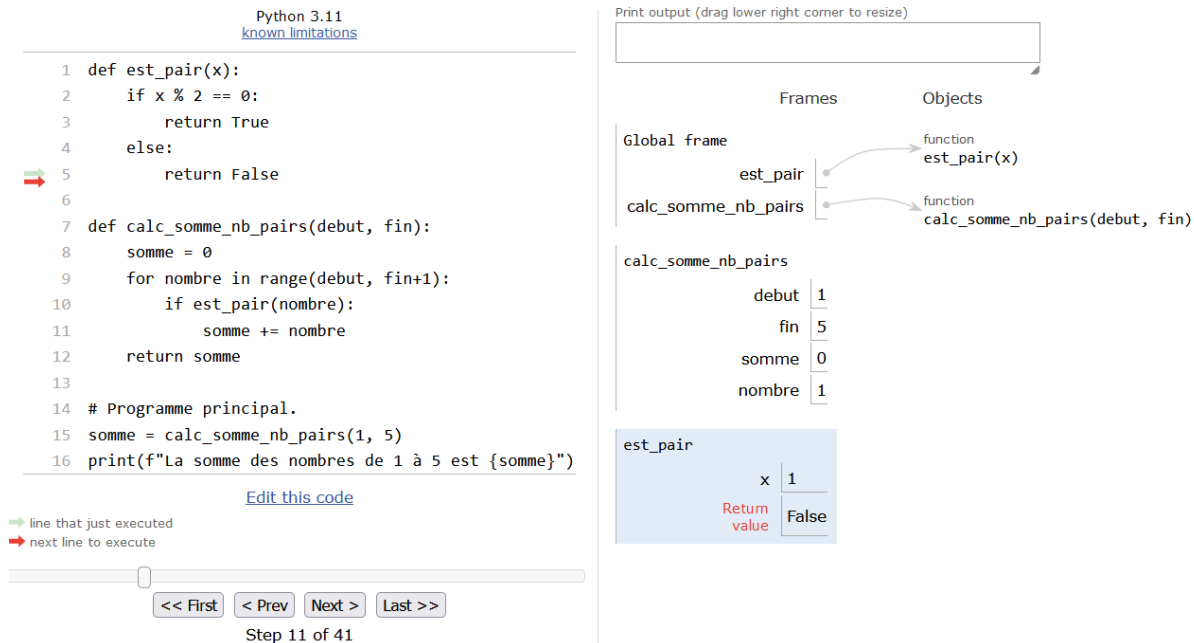 Python 3.11
known limitations
1 def est_pair(x):
2     if x % 2 == 0:
3         return True
4     else:
5         return False
6
7 def calc_somme_nb_pairs(debut, fin):
8     somme = 0
9     for nombre in range(debut, fin+1):
10         if est_pair(nombre):
11             somme += nombre
12     return somme
13
14 # Programme principal.
15 somme = calc_somme_nb_pairs(1, 5)
16 print(f"La somme des nombres de 1 à 5 est {somme}")
Edit this code
line that just executed
next line to execute
<< First < Prev Next > Last >>
Step 11 of 41
Print output (drag lower right corner to resize)
Frames Objects
Global frame
est_pair
calc_somme_nb_pairs
function
est_pair(x)
function
calc_somme_nb_pairs(debut, fin)
calc_somme_nb_pairs
debut 1
fin 5
somme 0
nombre 1
est_pair
x 1
Return
value False